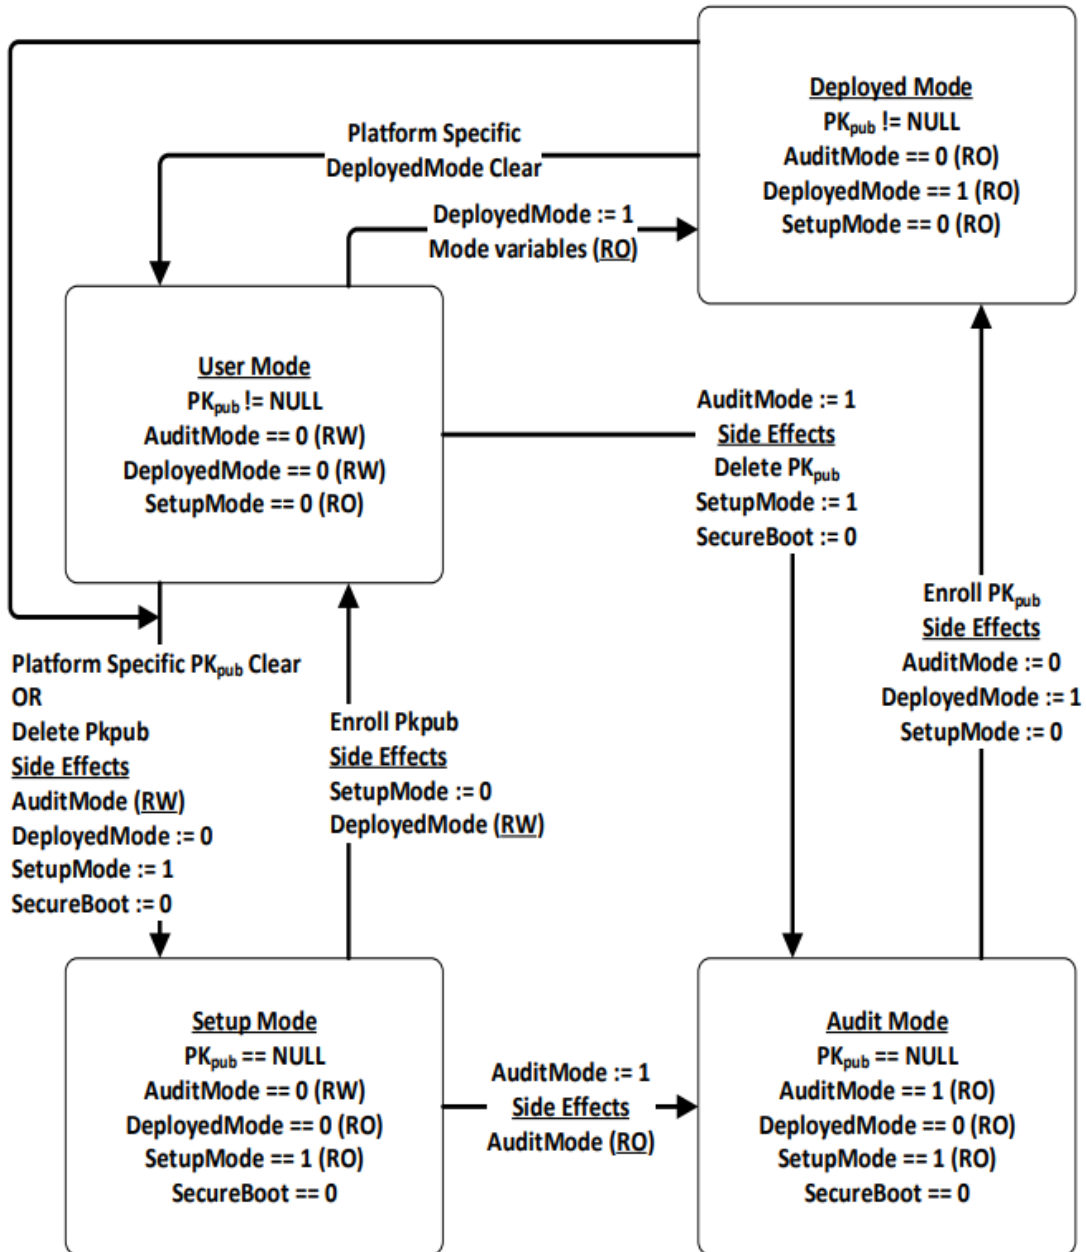 Deployed Mode
PKpub != NULL
AuditMode == 0 (RO)
DeployedMode == 1 (RO)
SetupMode == 0 (RO)
Platform Specific
DeployedMode Clear
DeployedMode := 1
Mode variables (RO)
User Mode
PKpub != NULL
AuditMode == 0 (RW)
DeployedMode == 0 (RW)
SetupMode == 0 (RO)
AuditMode := 1
Side Effects
Delete PKpub
SetupMode := 1
SecureBoot := 0
Enroll PKpub
Side Effects
AuditMode := 0
DeployedMode := 1
SetupMode := 0
Platform Specific PKpub Clear
OR
Delete Pkpub
Side Effects
AuditMode (RW)
DeployedMode := 0
SetupMode := 1
SecureBoot := 0
Enroll Pkpub
Side Effects
SetupMode := 0
DeployedMode (RW)
Setup Mode
PKpub == NULL
AuditMode == 0 (RW)
DeployedMode == 0 (RO)
SetupMode == 1 (RO)
SecureBoot == 0
AuditMode := 1
Side Effects
AuditMode (RO)
Audit Mode
PKpub == NULL
AuditMode == 1 (RO)
DeployedMode == 0 (RO)
SetupMode == 1 (RO)
SecureBoot == 0